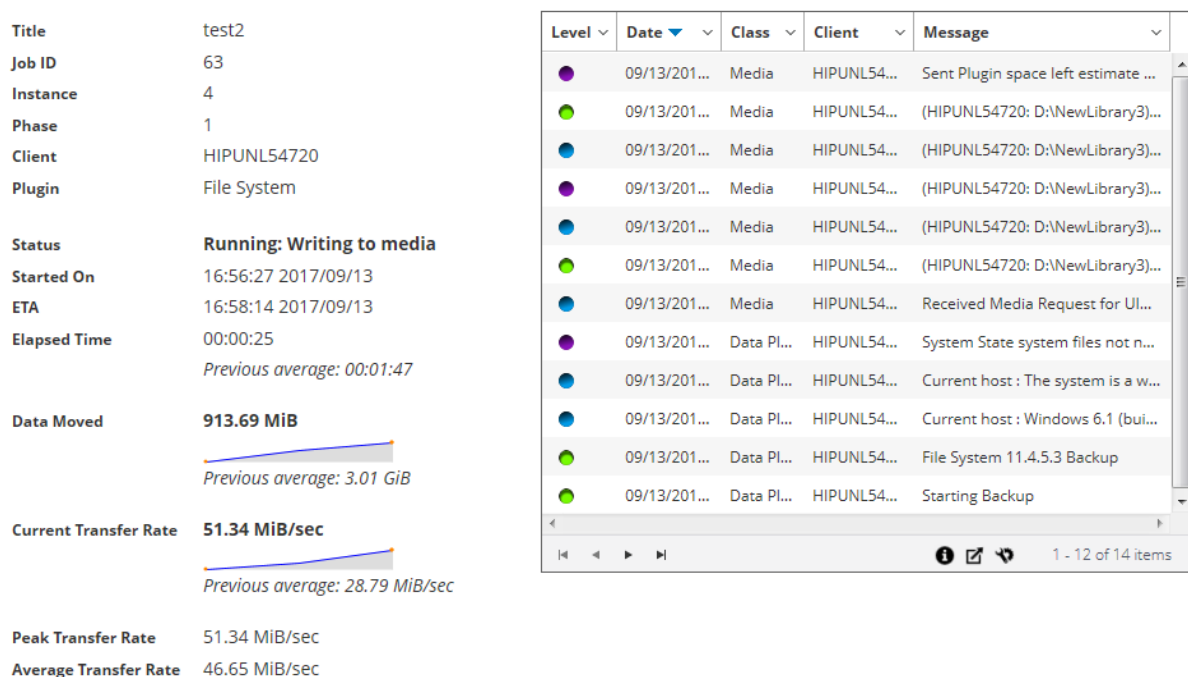 Title test2
Job ID 63
Instance 4
Phase 1
Client HIPUNL54720
Plugin File System
Status Running: Writing to media
Started On 16:56:27 2017/09/13
ETA 16:58:14 2017/09/13
Elapsed Time 00:00:25
Previous average: 00:01:47
Data Moved 913.69 MiB
Previous average: 3.01 GiB
Current Transfer Rate 51.34 MiB/sec
Previous average: 28.79 MiB/sec
Peak Transfer Rate 51.34 MiB/sec
Average Transfer Rate 46.65 MiB/sec
Level Date Class Client Message
09/13/201... Media HIPUNL54... Sent Plugin space left estimate ...
09/13/201... Media HIPUNL54... (HIPUNL54720: D:\NewLibrary3)...
09/13/201... Media HIPUNL54... (HIPUNL54720: D:\NewLibrary3)...
09/13/201... Media HIPUNL54... (HIPUNL54720: D:\NewLibrary3)...
09/13/201... Media HIPUNL54... (HIPUNL54720: D:\NewLibrary3)...
09/13/201... Media HIPUNL54... (HIPUNL54720: D:\NewLibrary3)...
09/13/201... Media HIPUNL54... Received Media Request for UI...
09/13/201... Data Pl... HIPUNL54... System State system files not n...
09/13/201... Data Pl... HIPUNL54... Current host : The system is a w...
09/13/201... Data Pl... HIPUNL54... Current host : Windows 6.1 (bui...
09/13/201... Data Pl... HIPUNL54... File System 11.4.5.3 Backup
09/13/201... Data Pl... HIPUNL54... Starting Backup
1 - 12 of 14 items